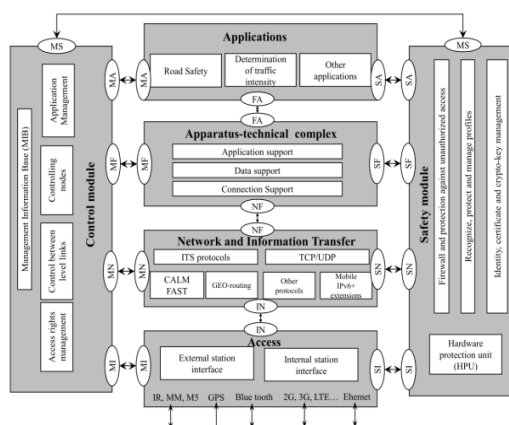 MS
MS
Applications
Road Safety
Determination
of traffic
intensity
Other
applications
MA
MA
SA
SA
FA
FA
Apparatus-technical complex
Application support
Data support
Connection Support
MF
MF
SF
SF
NF
NF
Network and Information Transfer
ITS protocols
TCP/UDP
CALM
FAST
GEO-routing
Other
protocols
Mobile
IPv6+
extensions
MN
MN
SN
SN
IN
IN
Access
External station
interface
Internal station
interface
MI
MI
SI
SI
IR, MM, M5
GPS
Blue tooth
2G, 3G, LTE...
Ehemet
Management Information Base (MIB)
Application
Management
Controlling
nodes
Control between
level links
Access rights
management
Control module
Safety module
Firewall and protection against unauthorized access
Recognize, protect and manage profiles
Identity, certificate and crypto-key management
Hardware
protection unit
(HPU)